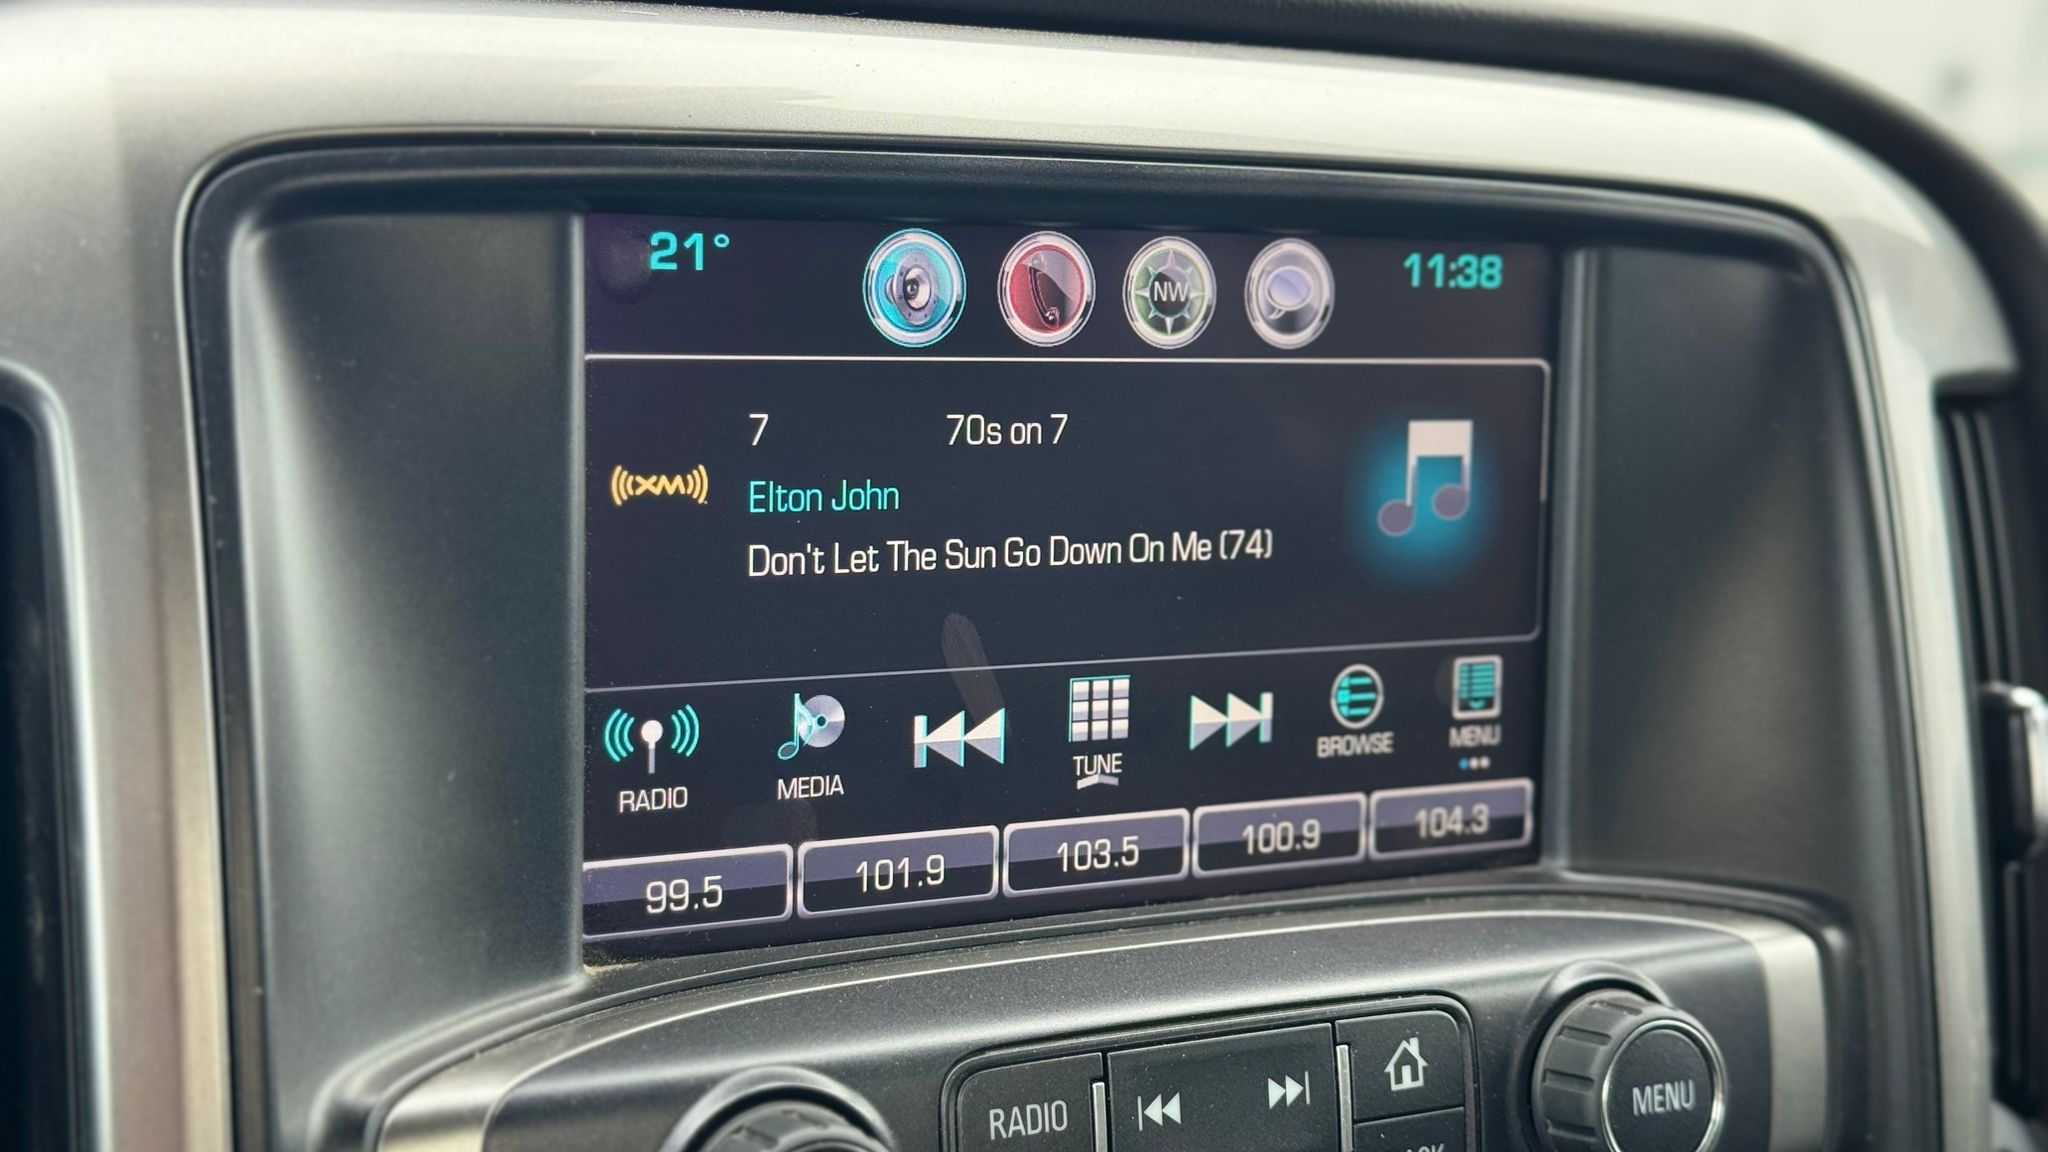 21°
NW
11:38
7 70s on 7
((XM))
Elton John
Don't Let The Sun Go Down On Me (74)
RADIO
MEDIA
TUNE
BROWSE
MENU
99.5
101.9
103.5
100.9
104.3
RADIO
MENU